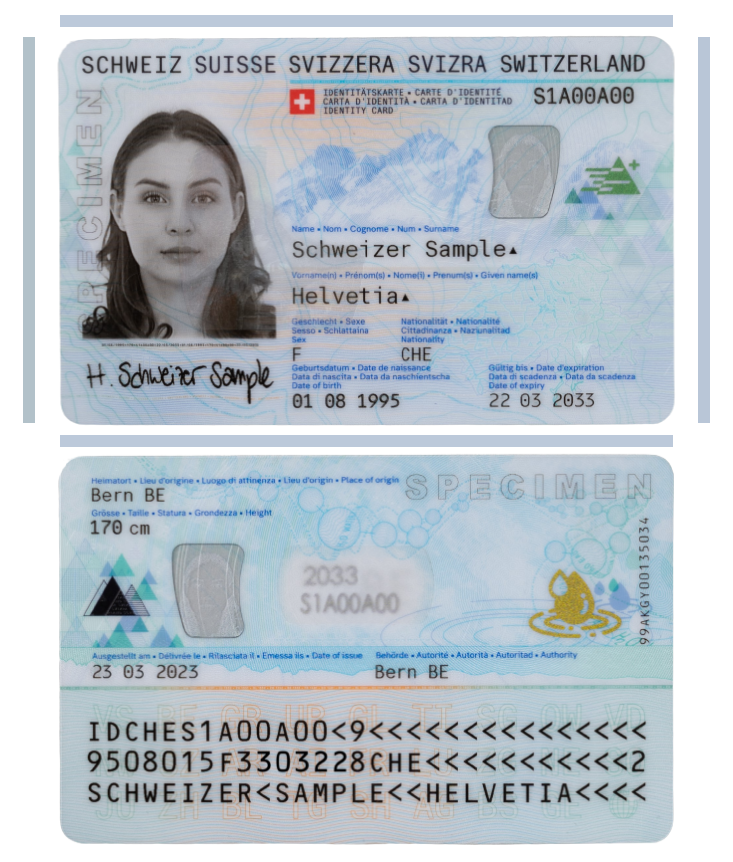 SCHWEIZ SUISSE SVIZZERA SVIZRA SWITZERLAND
IDENTITÄTSKARTE • CARTE D'IDENTITÉ
CARTA D'IDENTITÀ • CARTA D'IDENTITAD
IDENTITY CARD
S1A00A00
SPECIMEN
Name • Nom • Cognome • Num • Surname
Schweizer Sample▴
Vorname(n) • Prénom(s) • Nome(i) • Prenum(s) • Given name(s)
Helvetia▴
Geschlecht • Sexe
Sesso • Schlattaina
Sex
F
Nationalität • Nationalité
Cittadinanza • Naziunalitad
Nationality
CHE
Geburtsdatum • Date de naissance
Data di nascita • Data da naschientscha
Date of birth
01 08 1995
Gültig bis • Date d'expiration
Data di scadenza • Data da scadenza
Date of expiry
22 03 2033
H. Schweizer Sample
Heimatort • Lieu d'origine • Luogo di attinenza • Lieu d'origin • Place of origin
Bern BE
SPECIMEN
Grösse • Taille • Statura • Grondezza • Height
170 cm
2033
S1A00A00
99AKGY00135034
Ausgestellt am • Délivrée le • Rilasciata il • Emessa ils • Date of issue
23 03 2023
Behörde • Autorité • Autorità • Autoritad • Authority
Bern BE
IDCHES1A00A00<9<<<<<<<<<<<<<<<
9508015F3303228CHE<<<<<<<<<<<2
SCHWEIZER<SAMPLE<<HELVETIA<<<<